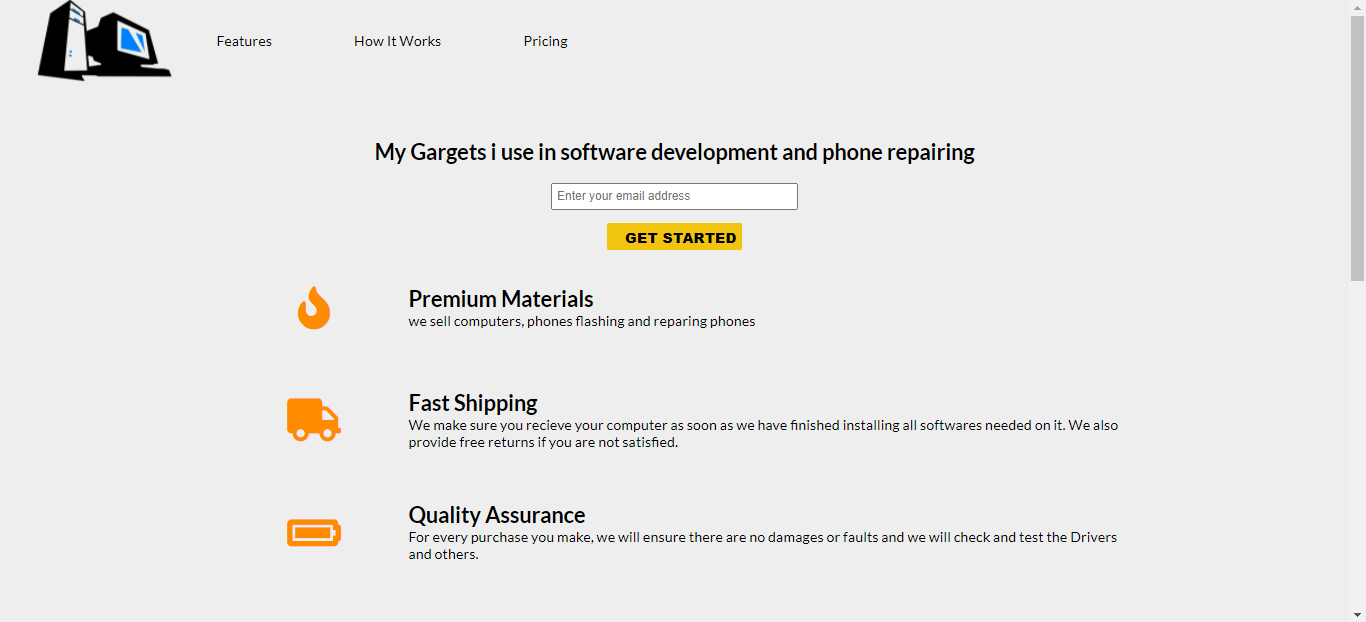 Features
How It Works
Pricing
My Gargets i use in software development and phone repairing
Enter your email address
GET STARTED
Premium Materials
we sell computers, phones flashing and reparing phones
Fast Shipping
We make sure you recieve your computer as soon as we have finished installing all softwares needed on it. We also
provide free returns if you are not satisfied.
Quality Assurance
For every purchase you make, we will ensure there are no damages or faults and we will check and test the Drivers
and others.